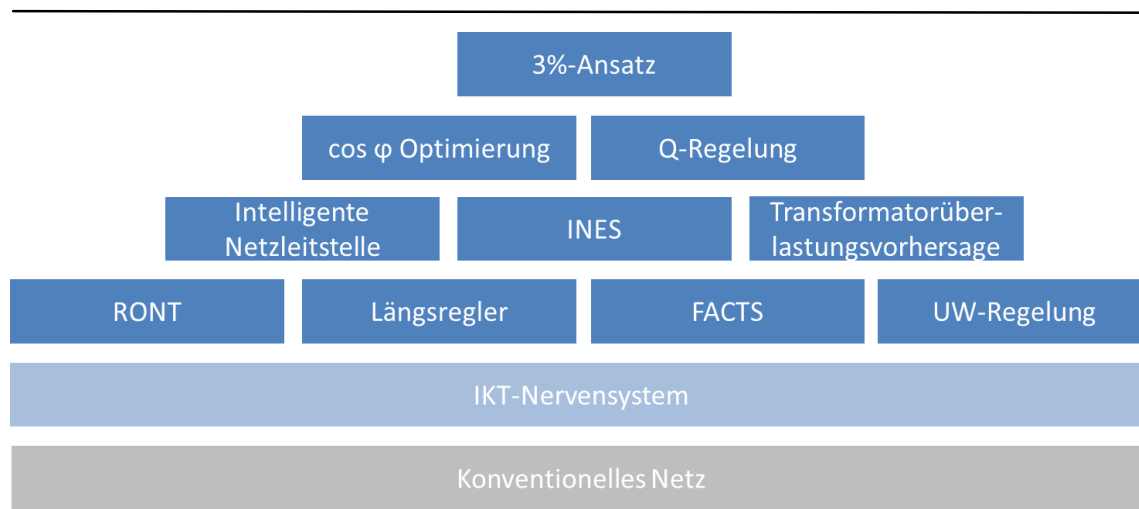 3%-Ansatz
cos φ Optimierung
Q-Regelung
Intelligente
Netzleitstelle
INES
Transformatorüber-
lastungsvorhersage
RONT
Längsregler
FACTS
UW-Regelung
IKT-Nervensystem
Konventionelles Netz